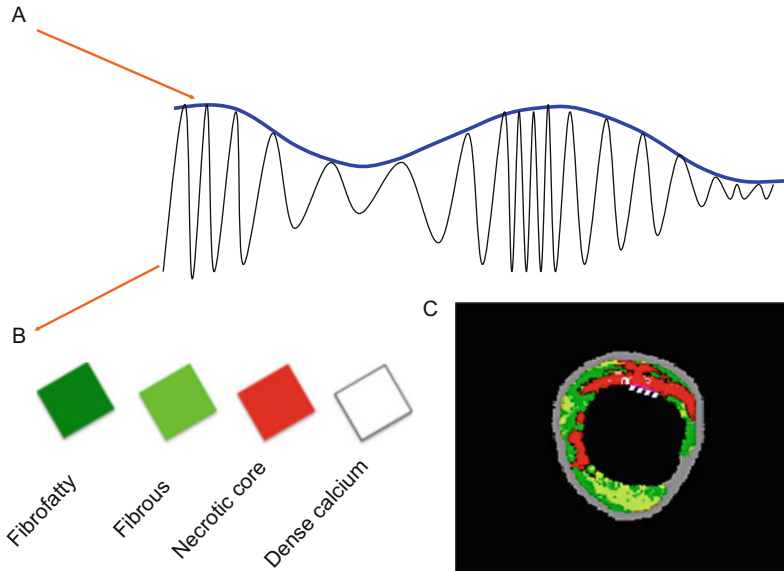 A
B
C
Fibrofatty
Fibrous
Necrotic core
Dense calcium